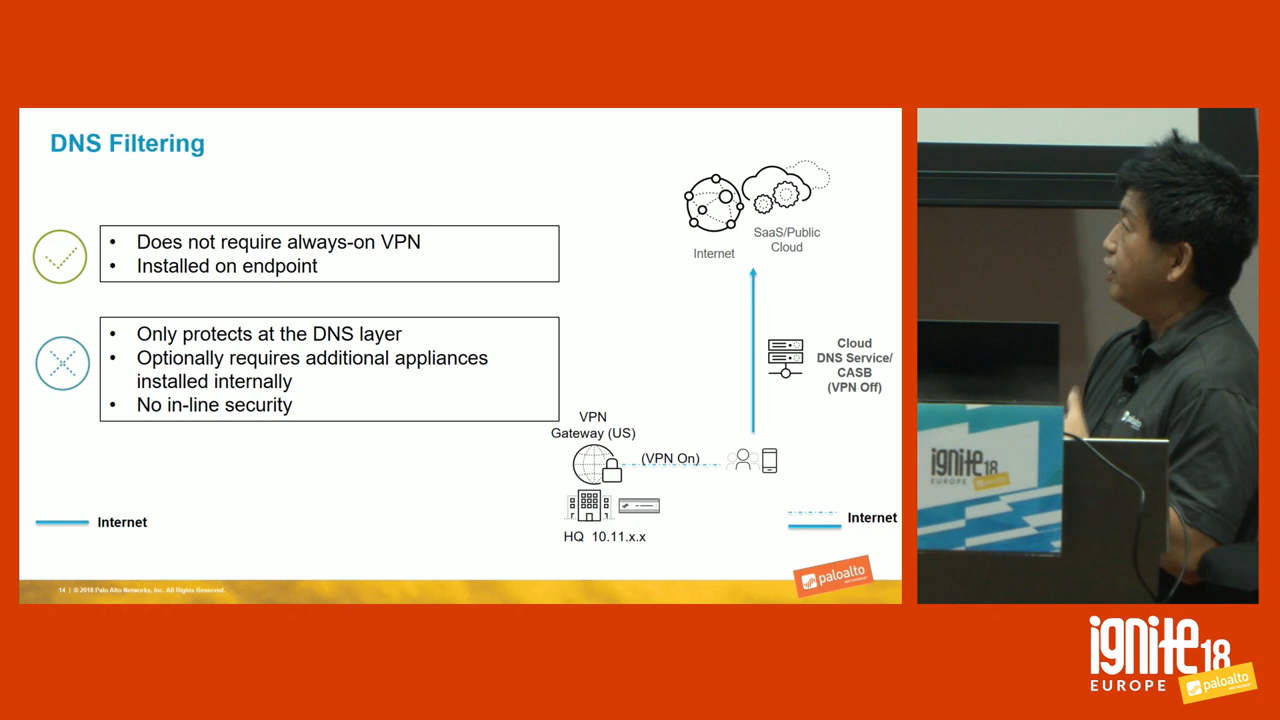 DNS Filtering
• Does not require always-on VPN
• Installed on endpoint
• Only protects at the DNS layer
• Optionally requires additional appliances
installed internally
• No in-line security
Internet
SaaS/Public
Cloud
Cloud
DNS Service/
CASB
(VPN Off)
VPN
Gateway (US)
(VPN On)
HQ 10.11.x.x
Internet
Internet
14 | © 2018 Palo Alto Networks, Inc. All Rights Reserved.
paloalto
NETWORKS
paloalto
ignite18
EUROPE
ignite18
EUROPE
paloalto
NETWORKS